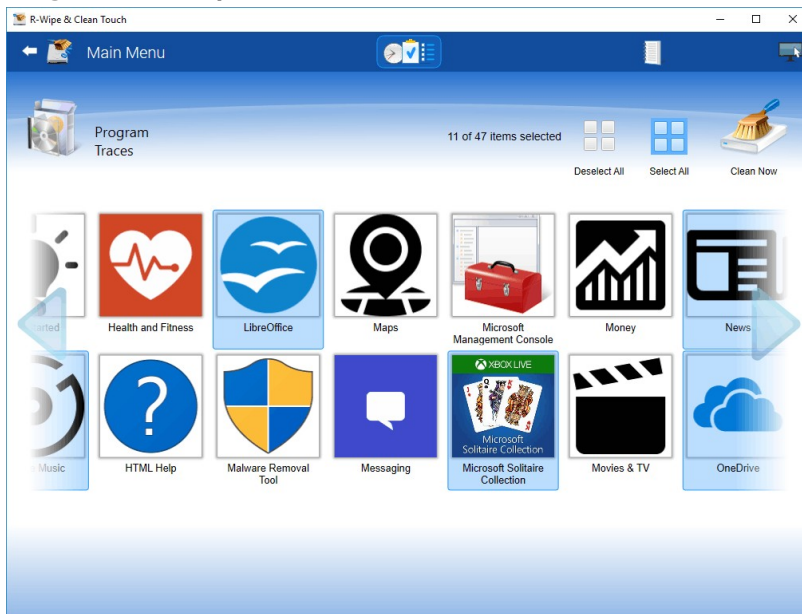 R-Wipe & Clean Touch
Main Menu
Program
Traces
11 of 47 items selected
Deselect All
Select All
Clean Now
Health and Fitness
LibreOffice
Maps
Microsoft
Management Console
Money
News
XBOX LIVE
Microsoft
Solitaire Collection
Music
HTML Help
Malware Removal
Tool
Messaging
Microsoft Solitaire
Collection
Movies & TV
OneDrive